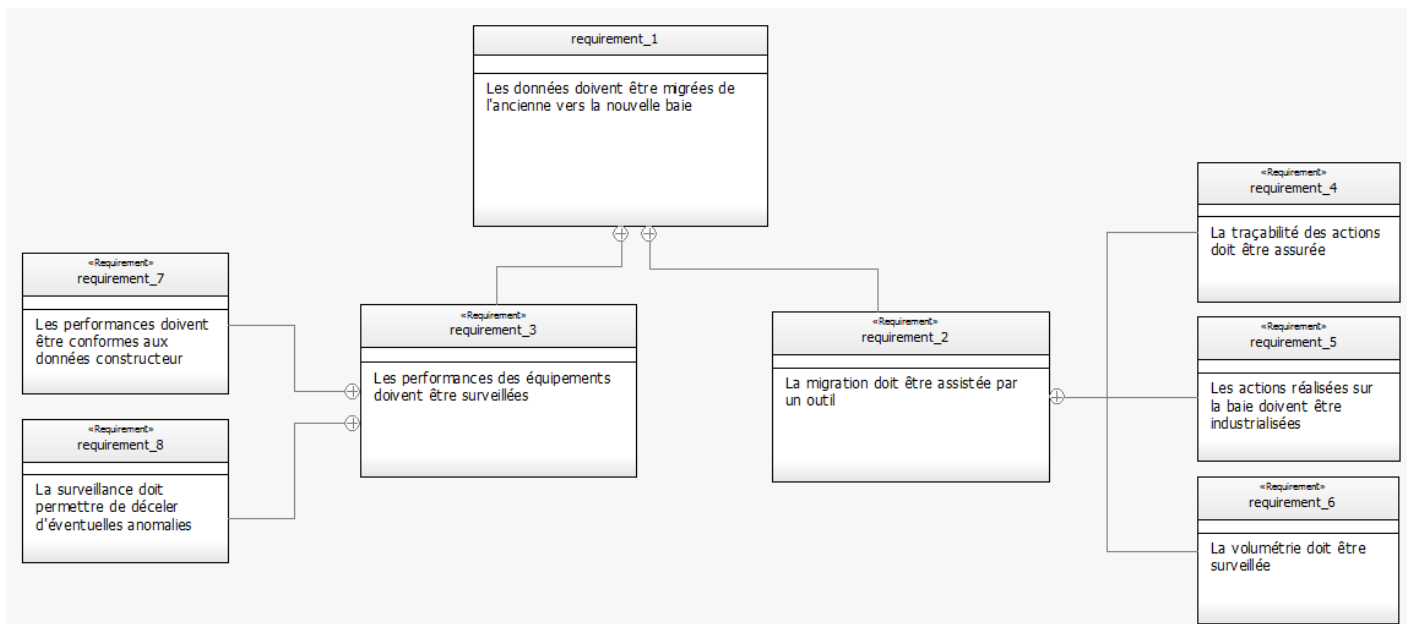 requirement_1
Les données doivent être migrées de
l'ancienne vers la nouvelle baie
«Requirement»
requirement_7
Les performances doivent
être conformes aux
données constructeur
«Requirement»
requirement_8
La surveillance doit
permettre de déceler
d'éventuelles anomalies
«Requirement»
requirement_3
Les performances des équipements
doivent être surveillées
«Requirement»
requirement_2
La migration doit être assistée par
un outil
«Requirement»
requirement_4
La traçabilité des actions
doit être assurée
«Requirement»
requirement_5
Les actions réalisées sur
la baie doivent être
industrialisées
«Requirement»
requirement_6
La volumétrie doit être
surveillée